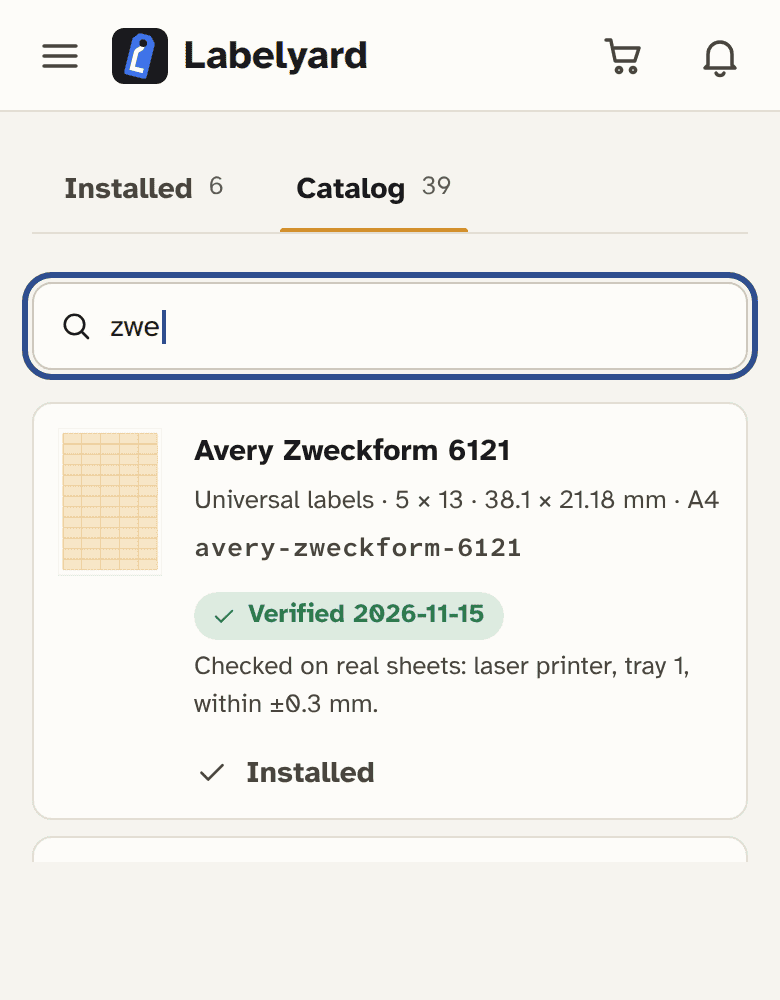 Labelyard
Installed 6
Catalog 39
zwe
Avery Zweckform 6121
Universal labels · 5 × 13 · 38.1 × 21.18 mm · A4
avery-zweckform-6121
Verified 2026-11-15
Checked on real sheets: laser printer, tray 1,
within ±0.3 mm.
Installed